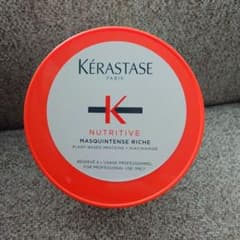 KÉRASTASE
PARIS
K
NUTRITIVE
MASQUINTENSE RICHE
PLANT-BASED PROTEINS + NIACINAMIDE
RÉSERVÉ À L'USAGE PROFESSIONNEL
FOR PROFESSIONAL USE ONLY